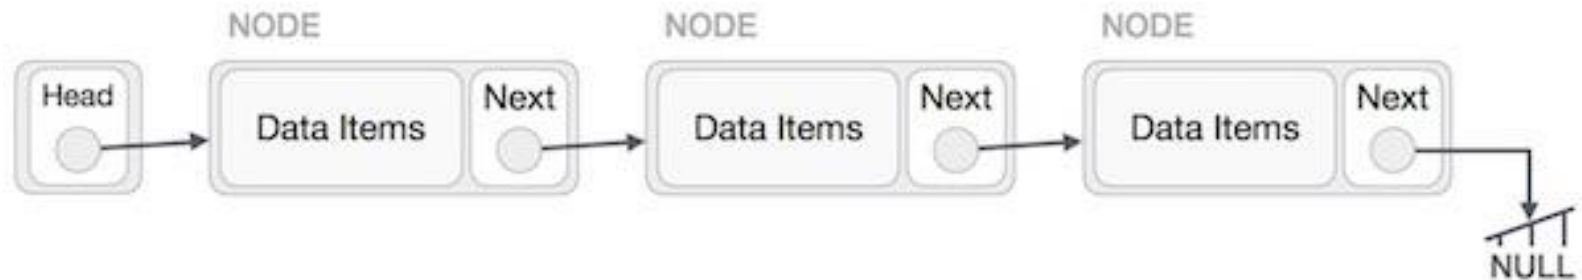 NODE
NODE
NODE
Head
Data Items
Next
Data Items
Next
Data Items
Next
NULL